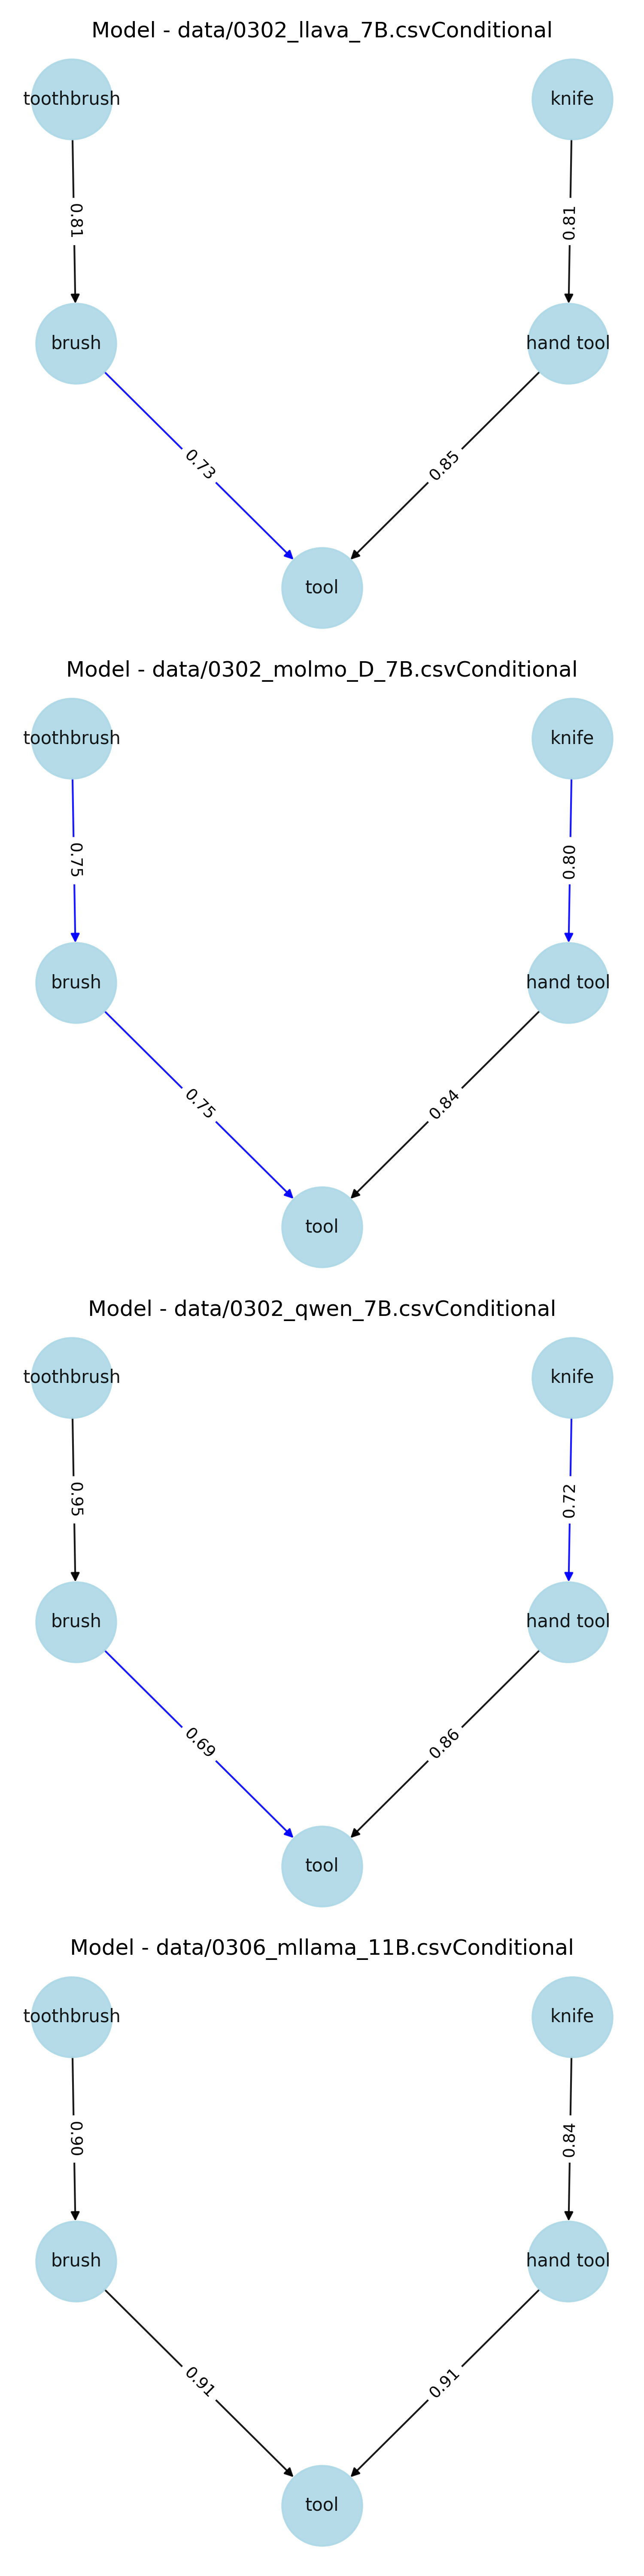 Model - data/0302_llava_7B.csvConditional
toothbrush
knife
0.81
0.81
brush
hand tool
0.73
0.85
tool
Model - data/0302_molmo_D_7B.csvConditional
toothbrush
knife
0.75
0.80
brush
hand tool
0.75
0.84
tool
Model - data/0302_qwen_7B.csvConditional
toothbrush
knife
0.95
0.72
brush
hand tool
0.69
0.86
tool
Model - data/0306_mllama_11B.csvConditional
toothbrush
knife
0.90
0.84
brush
hand tool
0.91
0.91
tool